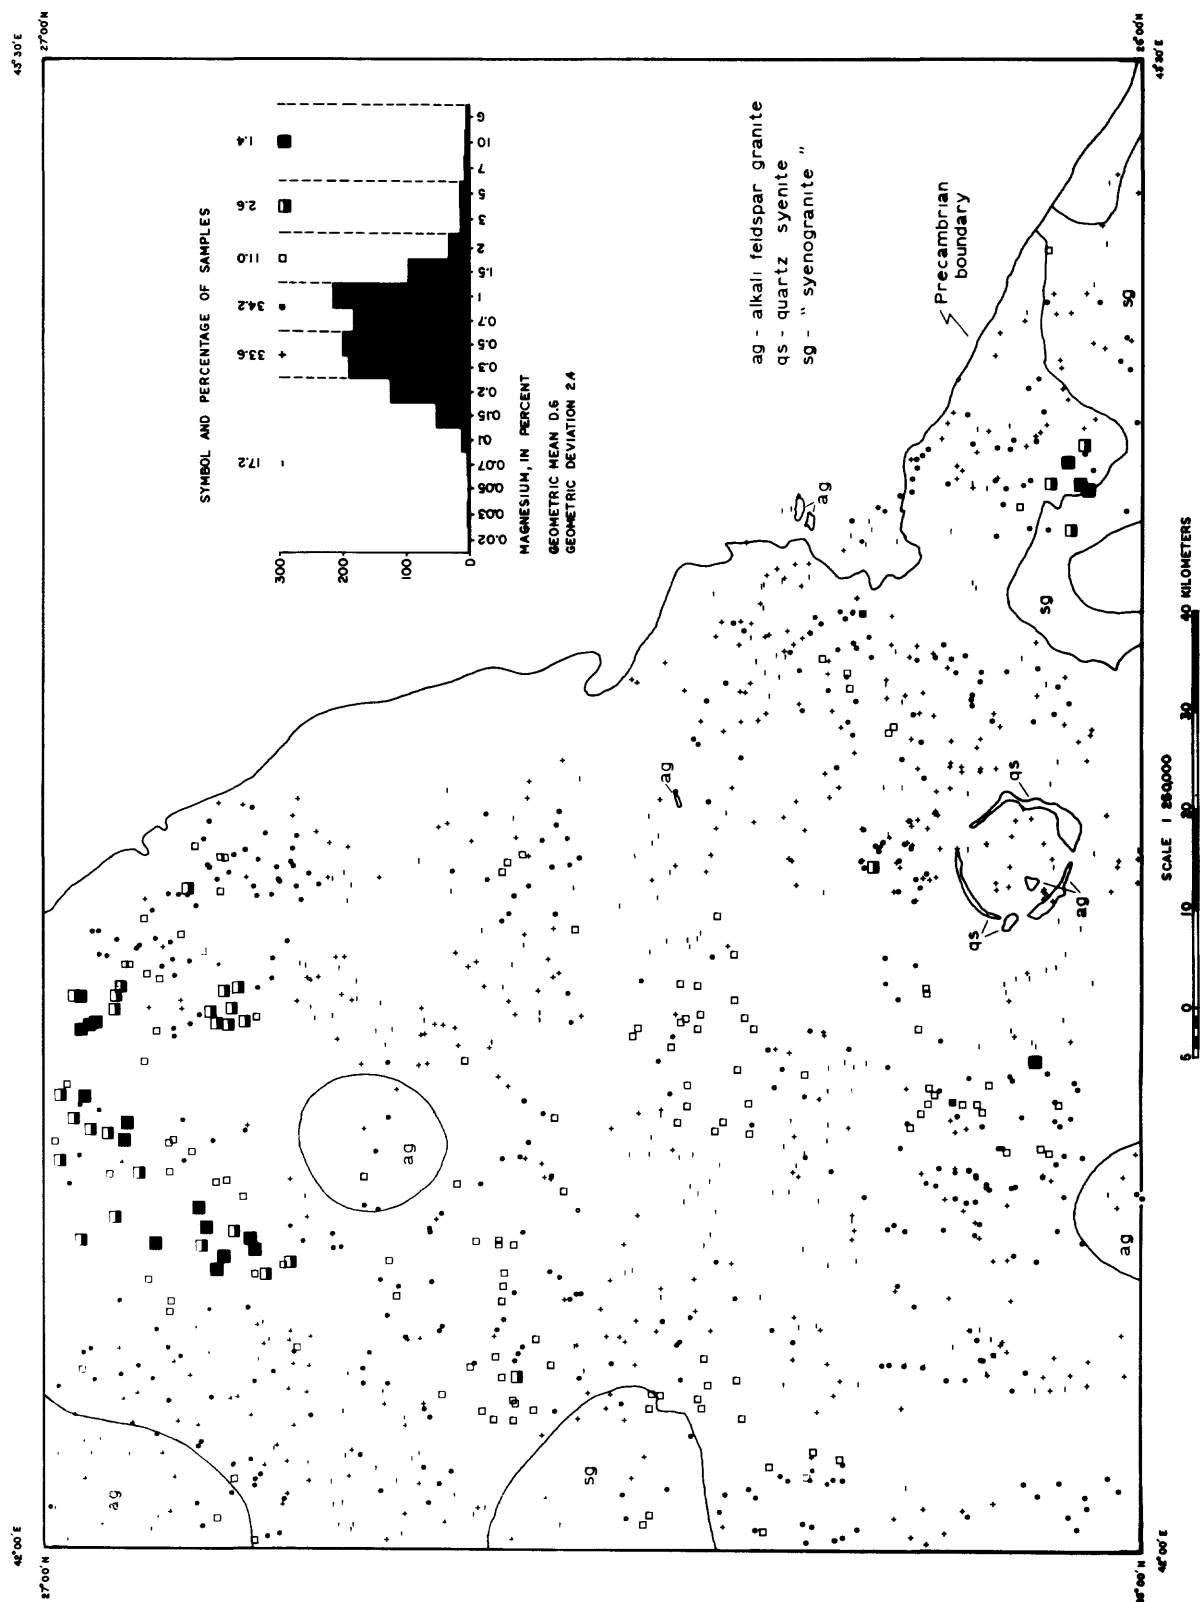 43°30'E
27°00'N
26°00'N
43°30'E
SYMBOL AND PERCENTAGE OF SAMPLES
17.2
33.6
34.2
11.0
2.6
1.4
300
200
100
0
0.02
0.03
0.05
0.07
0.1
0.15
0.2
0.3
0.5
0.7
1
1.5
2
3
5
7
10
G
MAGNESIUM, IN PERCENT
GEOMETRIC MEAN 0.6
GEOMETRIC DEVIATION 2.4
ag - alkali feldspar granite
qs - quartz syenite
sg - " syenogranite "
Precambrian
boundary
sg
ag
sg
ag
qs
qs
ag
ag
ag
ag
sg
42°00'E
27°00'N
42°00'E
SCALE 1 250,000
5
0
10
20
30
40 KILOMETERS